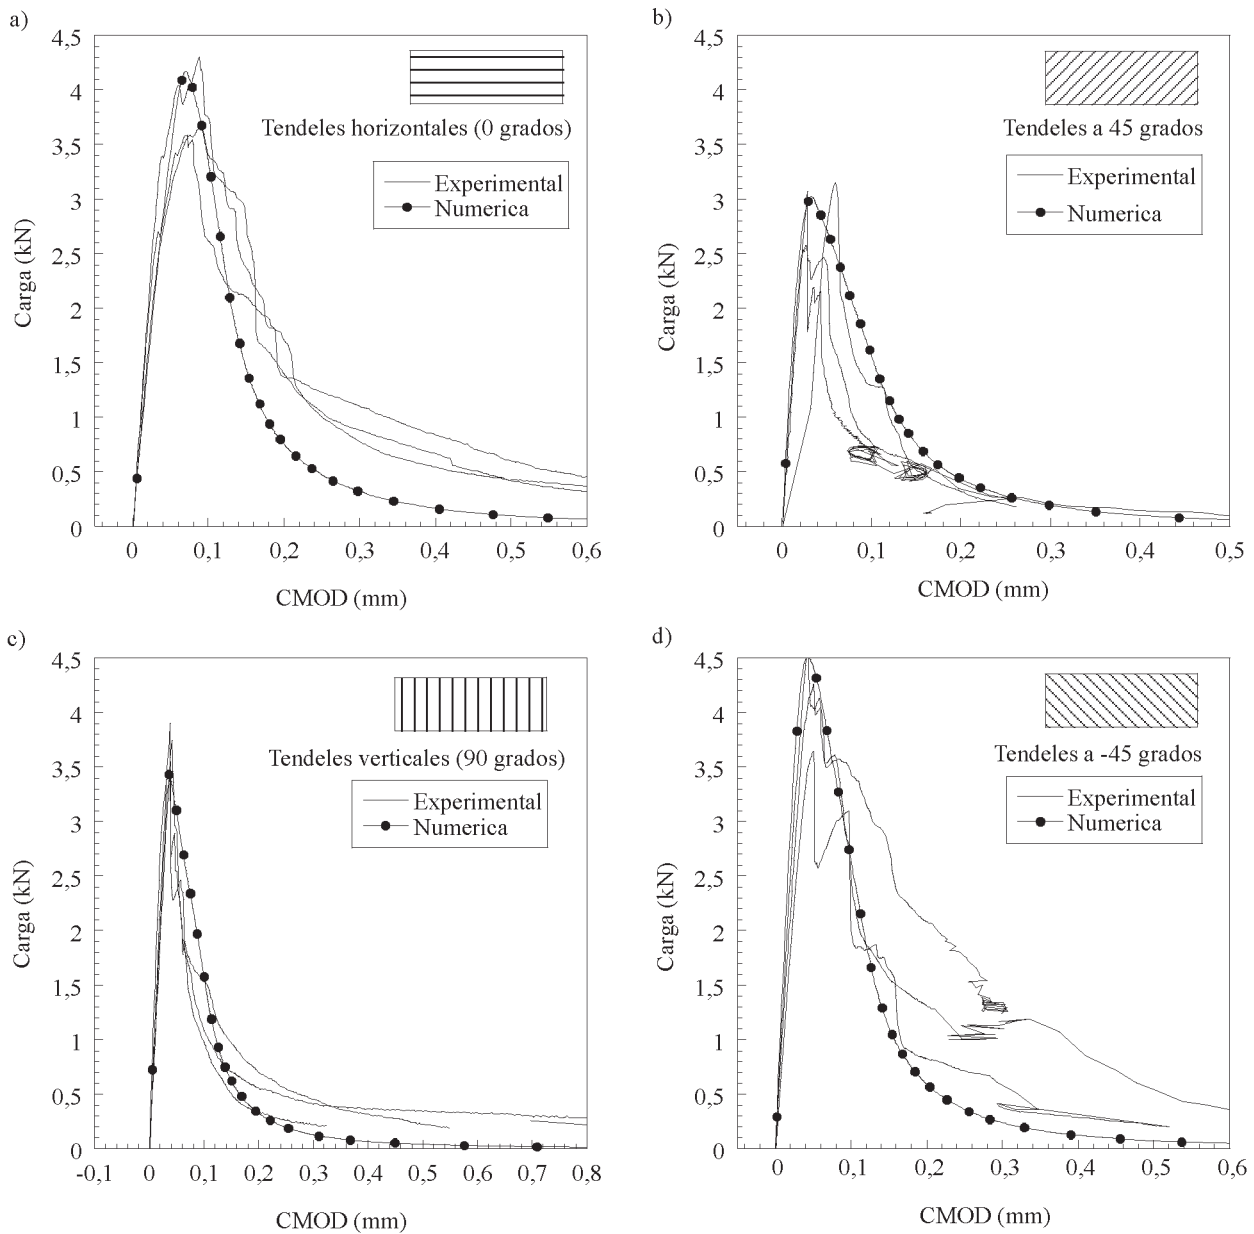 a)
4,5
4
3,5
3
2,5
2
1,5
1
0,5
0
Carga (kN)
Tendeles horizontales (0 grados)
Experimental
Numerica
0
0,1
0,2
0,3
0,4
0,5
0,6
CMOD (mm)
b)
4,5
4
3,5
3
2,5
2
1,5
1
0,5
0
Carga (kN)
Tendeles a 45 grados
Experimental
Numerica
0
0,1
0,2
0,3
0,4
0,5
CMOD (mm)
c)
4,5
4
3,5
3
2,5
2
1,5
1
0,5
0
Carga (kN)
Tendeles verticales (90 grados)
Experimental
Numerica
-0,1
0
0,1
0,2
0,3
0,4
0,5
0,6
0,7
0,8
CMOD (mm)
d)
4,5
4
3,5
3
2,5
2
1,5
1
0,5
0
Carga (kN)
Tendeles a -45 grados
Experimental
Numerica
0
0,1
0,2
0,3
0,4
0,5
0,6
CMOD (mm)